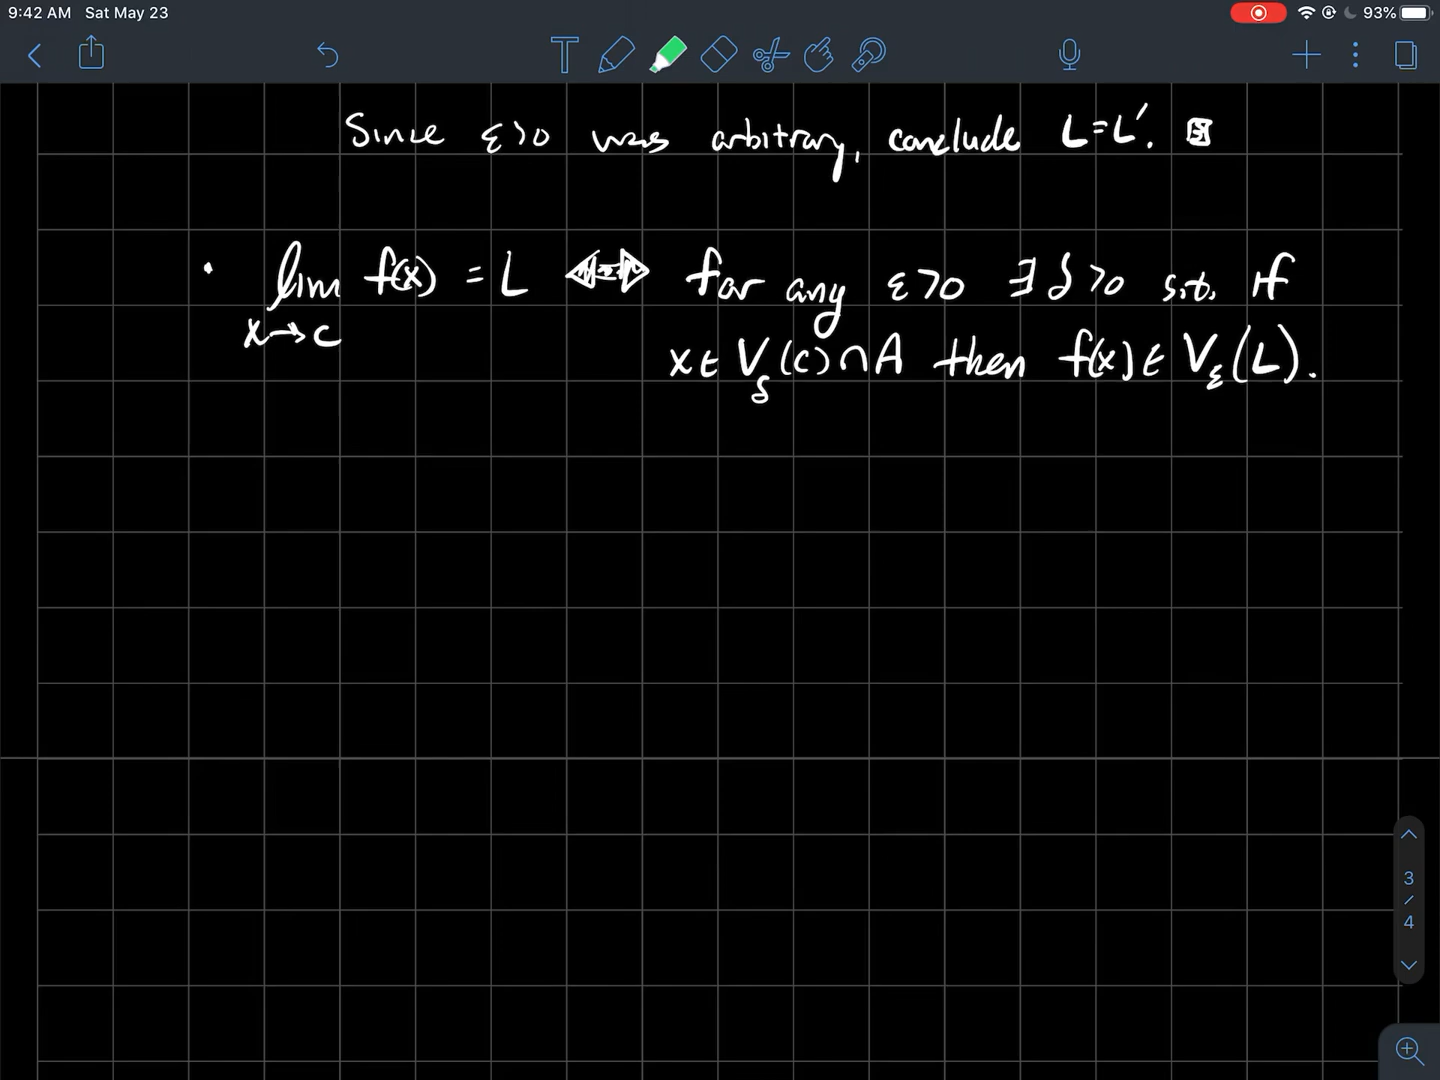 9:42 AM Sat May 23
93%
T
Since ε>0 was arbitrary, conclude L=L'.
• lim f(x) = L ⟺ for any ε>0 ∃ δ>0 s.t. if
x→c
x ∈ V_δ(c) ∩ A then f(x) ∈ V_ε(L).
3
/
4